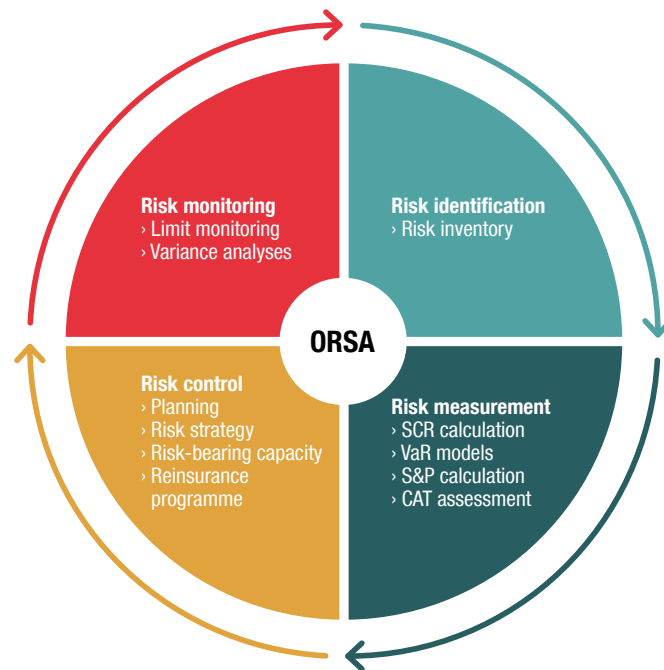 Risk monitoring
› Limit monitoring
› Variance analyses
Risk identification
› Risk inventory
ORSA
Risk control
› Planning
› Risk strategy
› Risk-bearing capacity
› Reinsurance
programme
Risk measurement
› SCR calculation
› VaR models
› S&P calculation
› CAT assessment